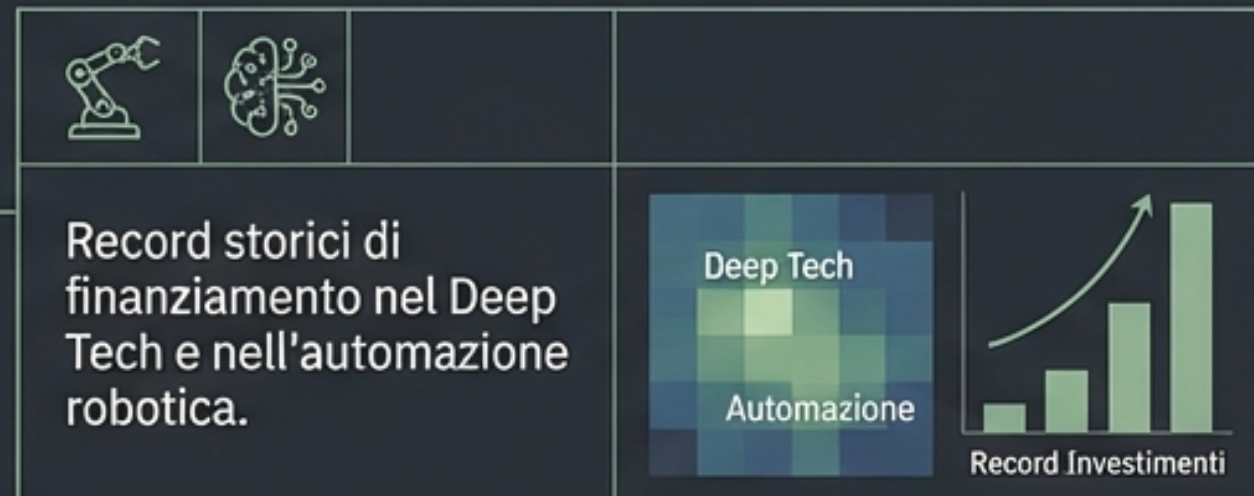 Record storici di
finanziamento nel Deep
Tech e nell'automazione
robotica.
Deep Tech
Automazione
Record Investimenti